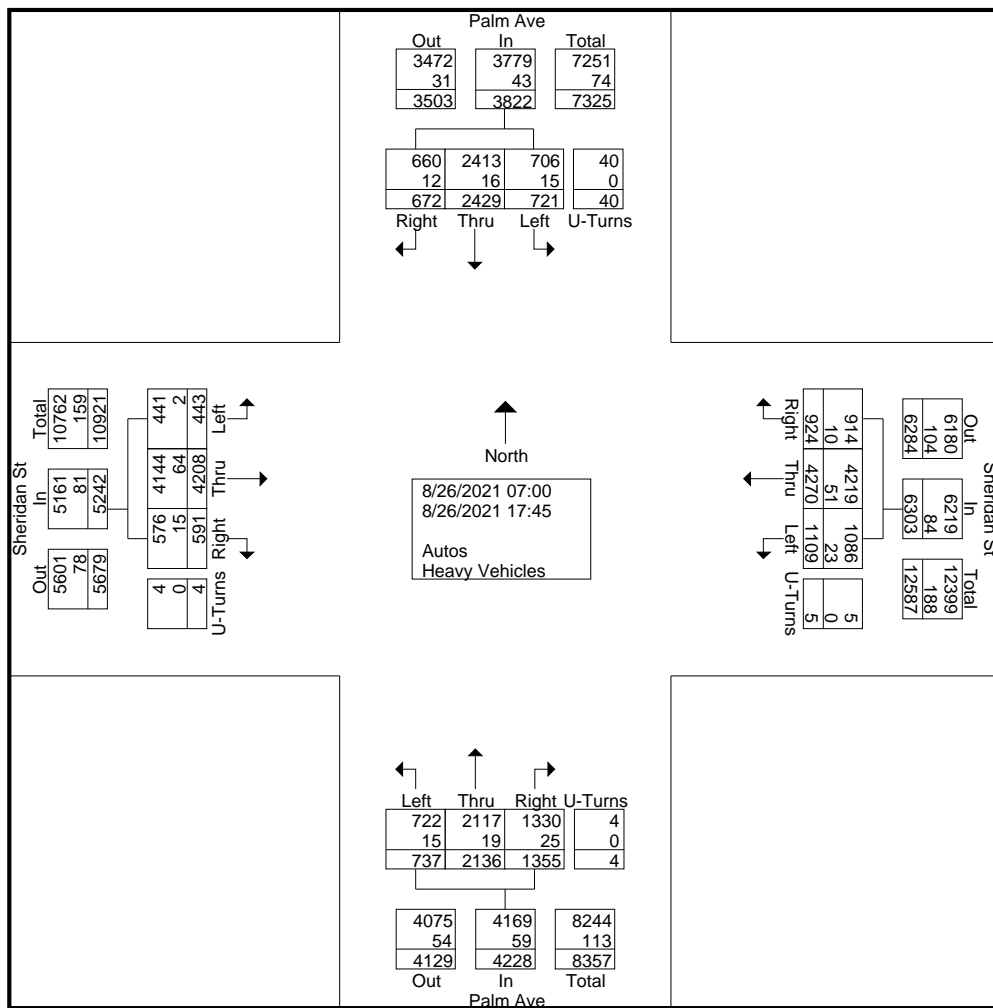 Palm Ave
Out In Total
3472 3779 7251
31 43 74
3503 3822 7325
660 2413 706 40
12 16 15 0
672 2429 721 40
Right Thru Left U-Turns
Sheridan St
Total In Out
10762 5161 5601
159 81 78
10921 5242 5679
441 4144 576 4
2 64 15 0
443 4208 591 4
Left Thru Right U-Turns
North
8/26/2021 07:00
8/26/2021 17:45
Autos
Heavy Vehicles
Right Thru Left U-Turns
914 4219 1086 5
10 51 23 0
924 4270 1109 5
Out In Total
6180 6219 12399
104 84 188
6284 6303 12587
Sheridan St
Left Thru Right U-Turns
722 2117 1330 4
15 19 25 0
737 2136 1355 4
4075 4169 8244
54 59 113
4129 4228 8357
Out In Total
Palm Ave